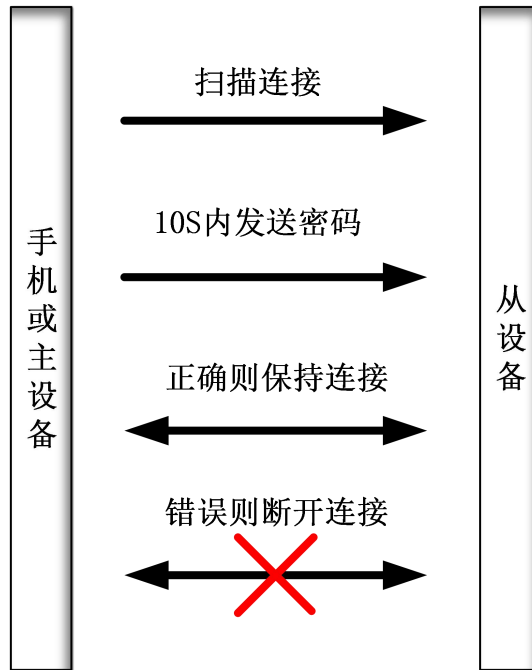 扫描连接
10S内发送密码
手机或主设备
从设备
正确则保持连接
错误则断开连接